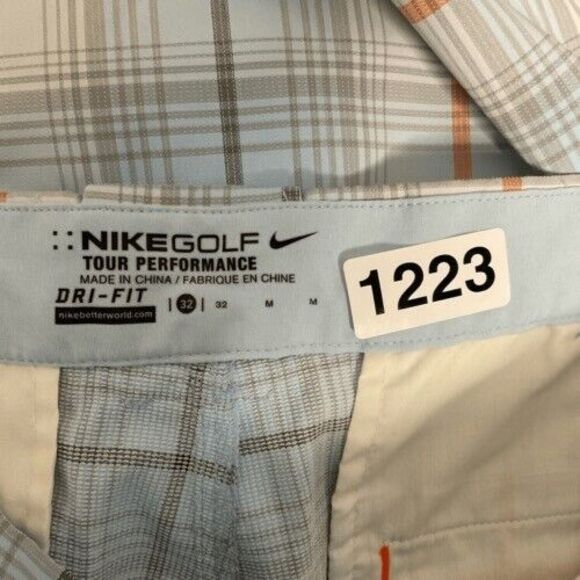 NIKEGOLF
TOUR PERFORMANCE
MADE IN CHINA / FABRIQUE EN CHINE
DRI-FIT | 32 | 32 M M
nikebetterworld.com
1223